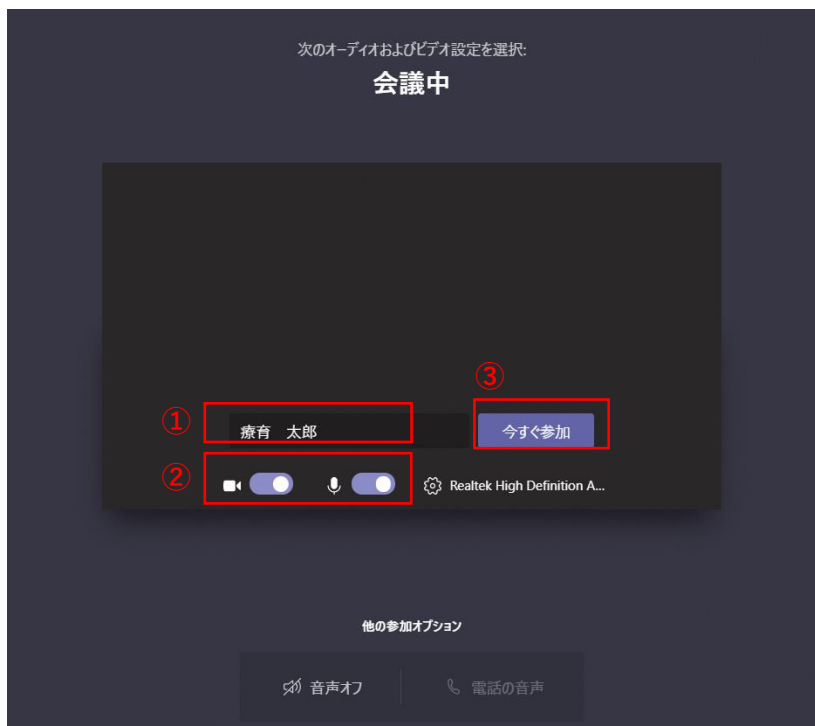 次のオーディオおよびビデオ設定を選択:
会議中
③
① 療育　太郎 今すぐ参加
② Realtek High Definition A...
他の参加オプション
音声オフ 電話の音声